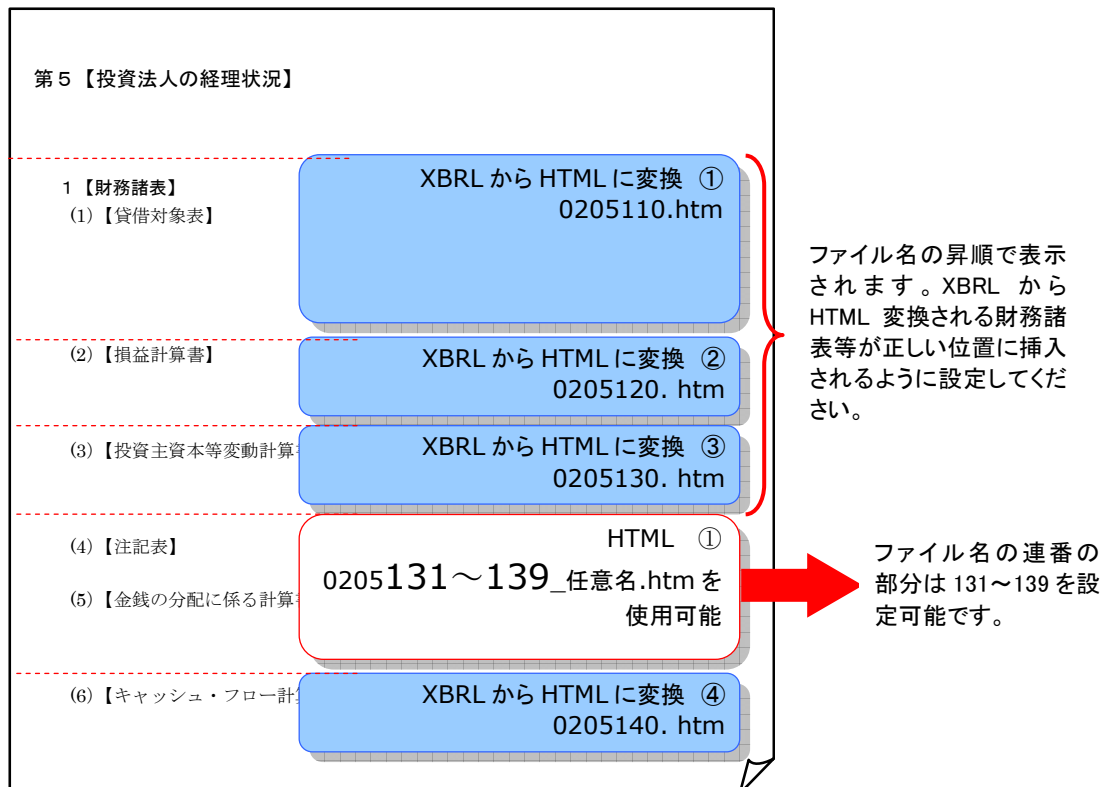 第５【投資法人の経理状況】
1【財務諸表】
(1)【貸借対象表】
XBRL から HTML に変換 ①
0205110.htm
(2)【損益計算書】
XBRL から HTML に変換 ②
0205120. htm
(3)【投資主資本等変動計算
XBRL から HTML に変換 ③
0205130. htm
ファイル名の昇順で表示
されます。XBRL から
HTML 変換される財務諸
表等が正しい位置に挿入
されるように設定してくだ
さい。
(4)【注記表】
(5)【金銭の分配に係る計算
HTML ①
0205131～139_任意名.htm を
使用可能
ファイル名の連番の
部分は 131～139 を設
定可能です。
(6)【キャッシュ・フロー計
XBRL から HTML に変換 ④
0205140. htm